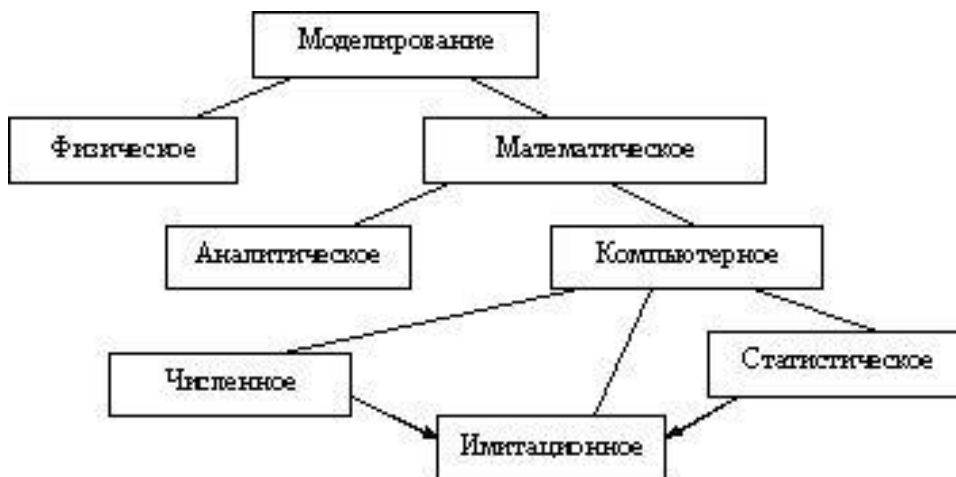 Моделирование
Физическое
Математическое
Аналитическое
Компьютерное
Численное
Статистическое
Имитационное